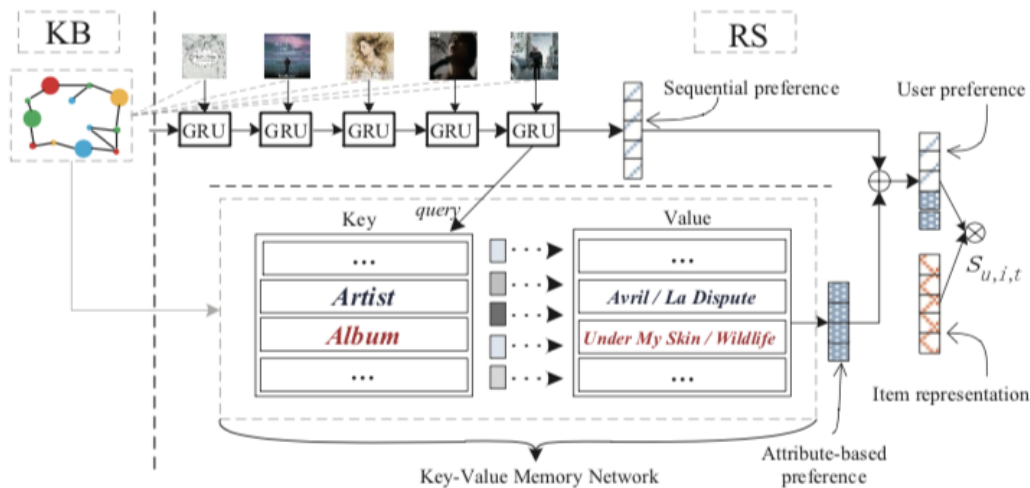 KB
RS
Sequential preference
User preference
GRU
GRU
GRU
GRU
GRU
query
Key
Value
...
...
Artist
Avril / La Dispute
Album
Under My Skin / Wildlife
...
...
S_{u,i,t}
Item representation
Attribute-based
preference
Key-Value Memory Network